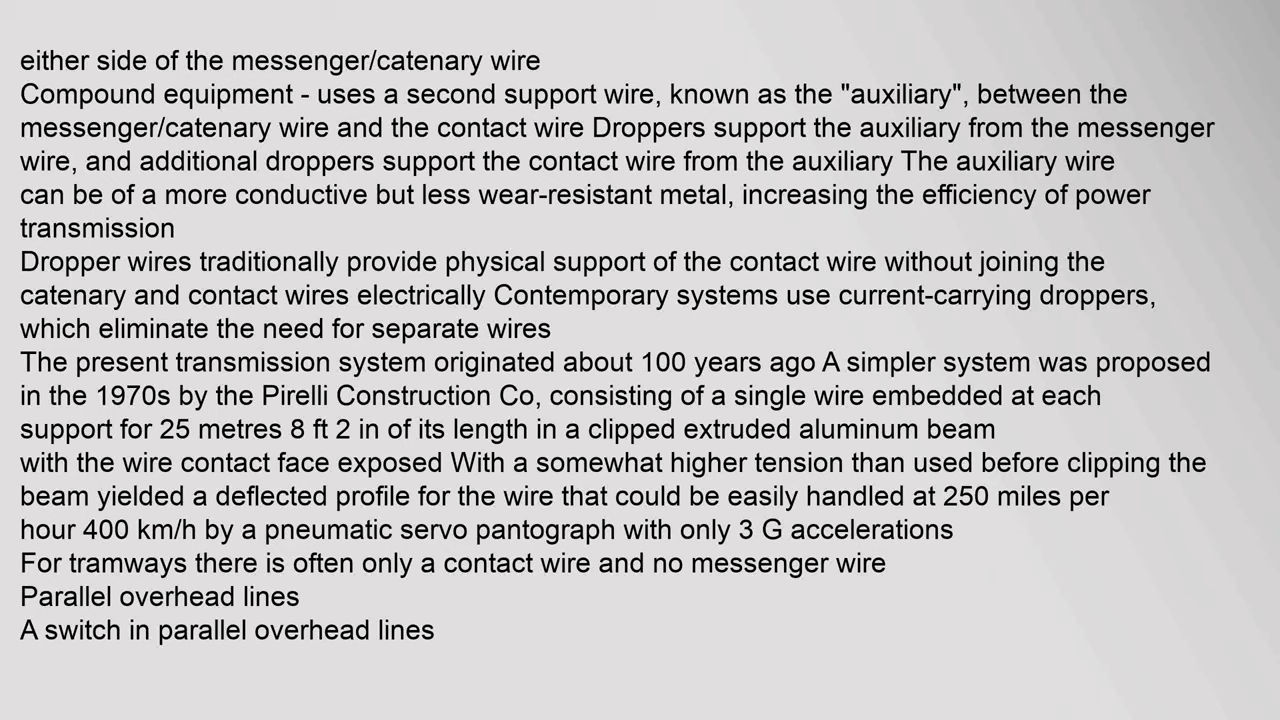 either side of the messenger/catenary wire
Compound equipment - uses a second support wire, known as the "auxiliary", between the
messenger/catenary wire and the contact wire Droppers support the auxiliary from the messenger
wire, and additional droppers support the contact wire from the auxiliary The auxiliary wire
can be of a more conductive but less wear-resistant metal, increasing the efficiency of power
transmission
Dropper wires traditionally provide physical support of the contact wire without joining the
catenary and contact wires electrically Contemporary systems use current-carrying droppers,
which eliminate the need for separate wires
The present transmission system originated about 100 years ago A simpler system was proposed
in the 1970s by the Pirelli Construction Co, consisting of a single wire embedded at each
support for 25 metres 8 ft 2 in of its length in a clipped extruded aluminum beam
with the wire contact face exposed With a somewhat higher tension than used before clipping the
beam yielded a deflected profile for the wire that could be easily handled at 250 miles per
hour 400 km/h by a pneumatic servo pantograph with only 3 G accelerations
For tramways there is often only a contact wire and no messenger wire
Parallel overhead lines
A switch in parallel overhead lines